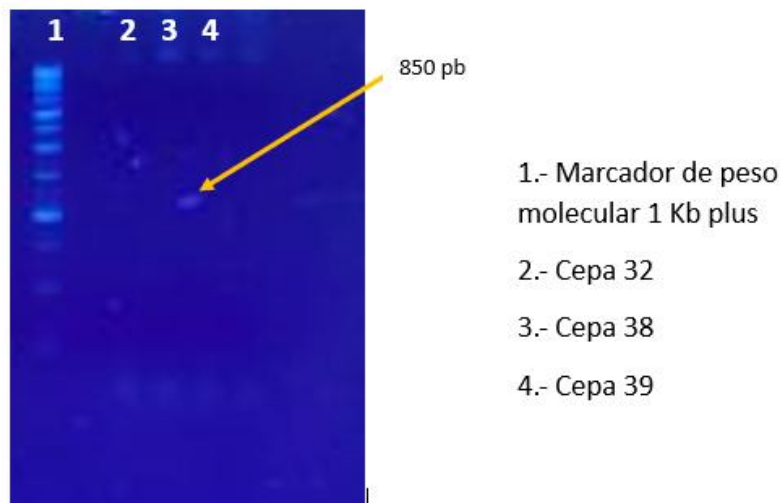 1 2 3 4
850 pb
1.- Marcador de peso
molecular 1 Kb plus
2.- Cepa 32
3.- Cepa 38
4.- Cepa 39